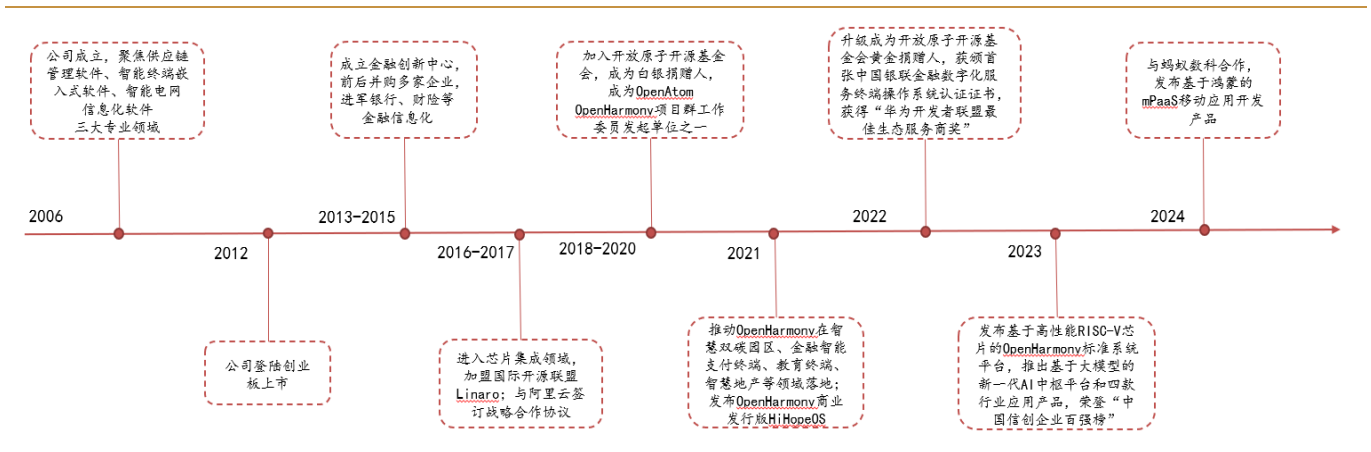 公司成立，聚焦供应链
管理软件、智能终端嵌
入式软件、智能电网
信息化软件
三大专业领域
成立金融创新中心，
前后并购多家企业，
进军银行、财险等
金融信息化
加入开放原子开源基金
会，成为白银捐赠人，
成为OpenAtom
OpenHarmony项目群工作
委员发起单位之一
升级成为开放原子开源基
金会黄金捐赠人，获颁首
张中国银联金融数字化服
务终端操作系统认证证书，
获得“华为开发者联盟最
佳生态服务商奖”
与蚂蚁数科合作，
发布基于鸿蒙的
mPaaS移动应用开发
产品
2006
2013-2015
2022
2024
2012
2016-2017
2018-2020
2021
2023
公司登陆创业
板上市
进入芯片集成领域，
加盟国际开源联盟
Linaro；与阿里云签
订战略合作协议
推动OpenHarmony在智
慧双碳园区、金融智能
支付终端、教育终端、
智慧地产等领域落地；
发布OpenHarmony商业
发行版HiHopeOS
发布基于高性能RISC-V芯
片的OpenHarmony标准系统
平台，推出基于大模型的
新一代AI中枢平台和四款
行业应用产品，荣登“中
国信创企业百强榜”